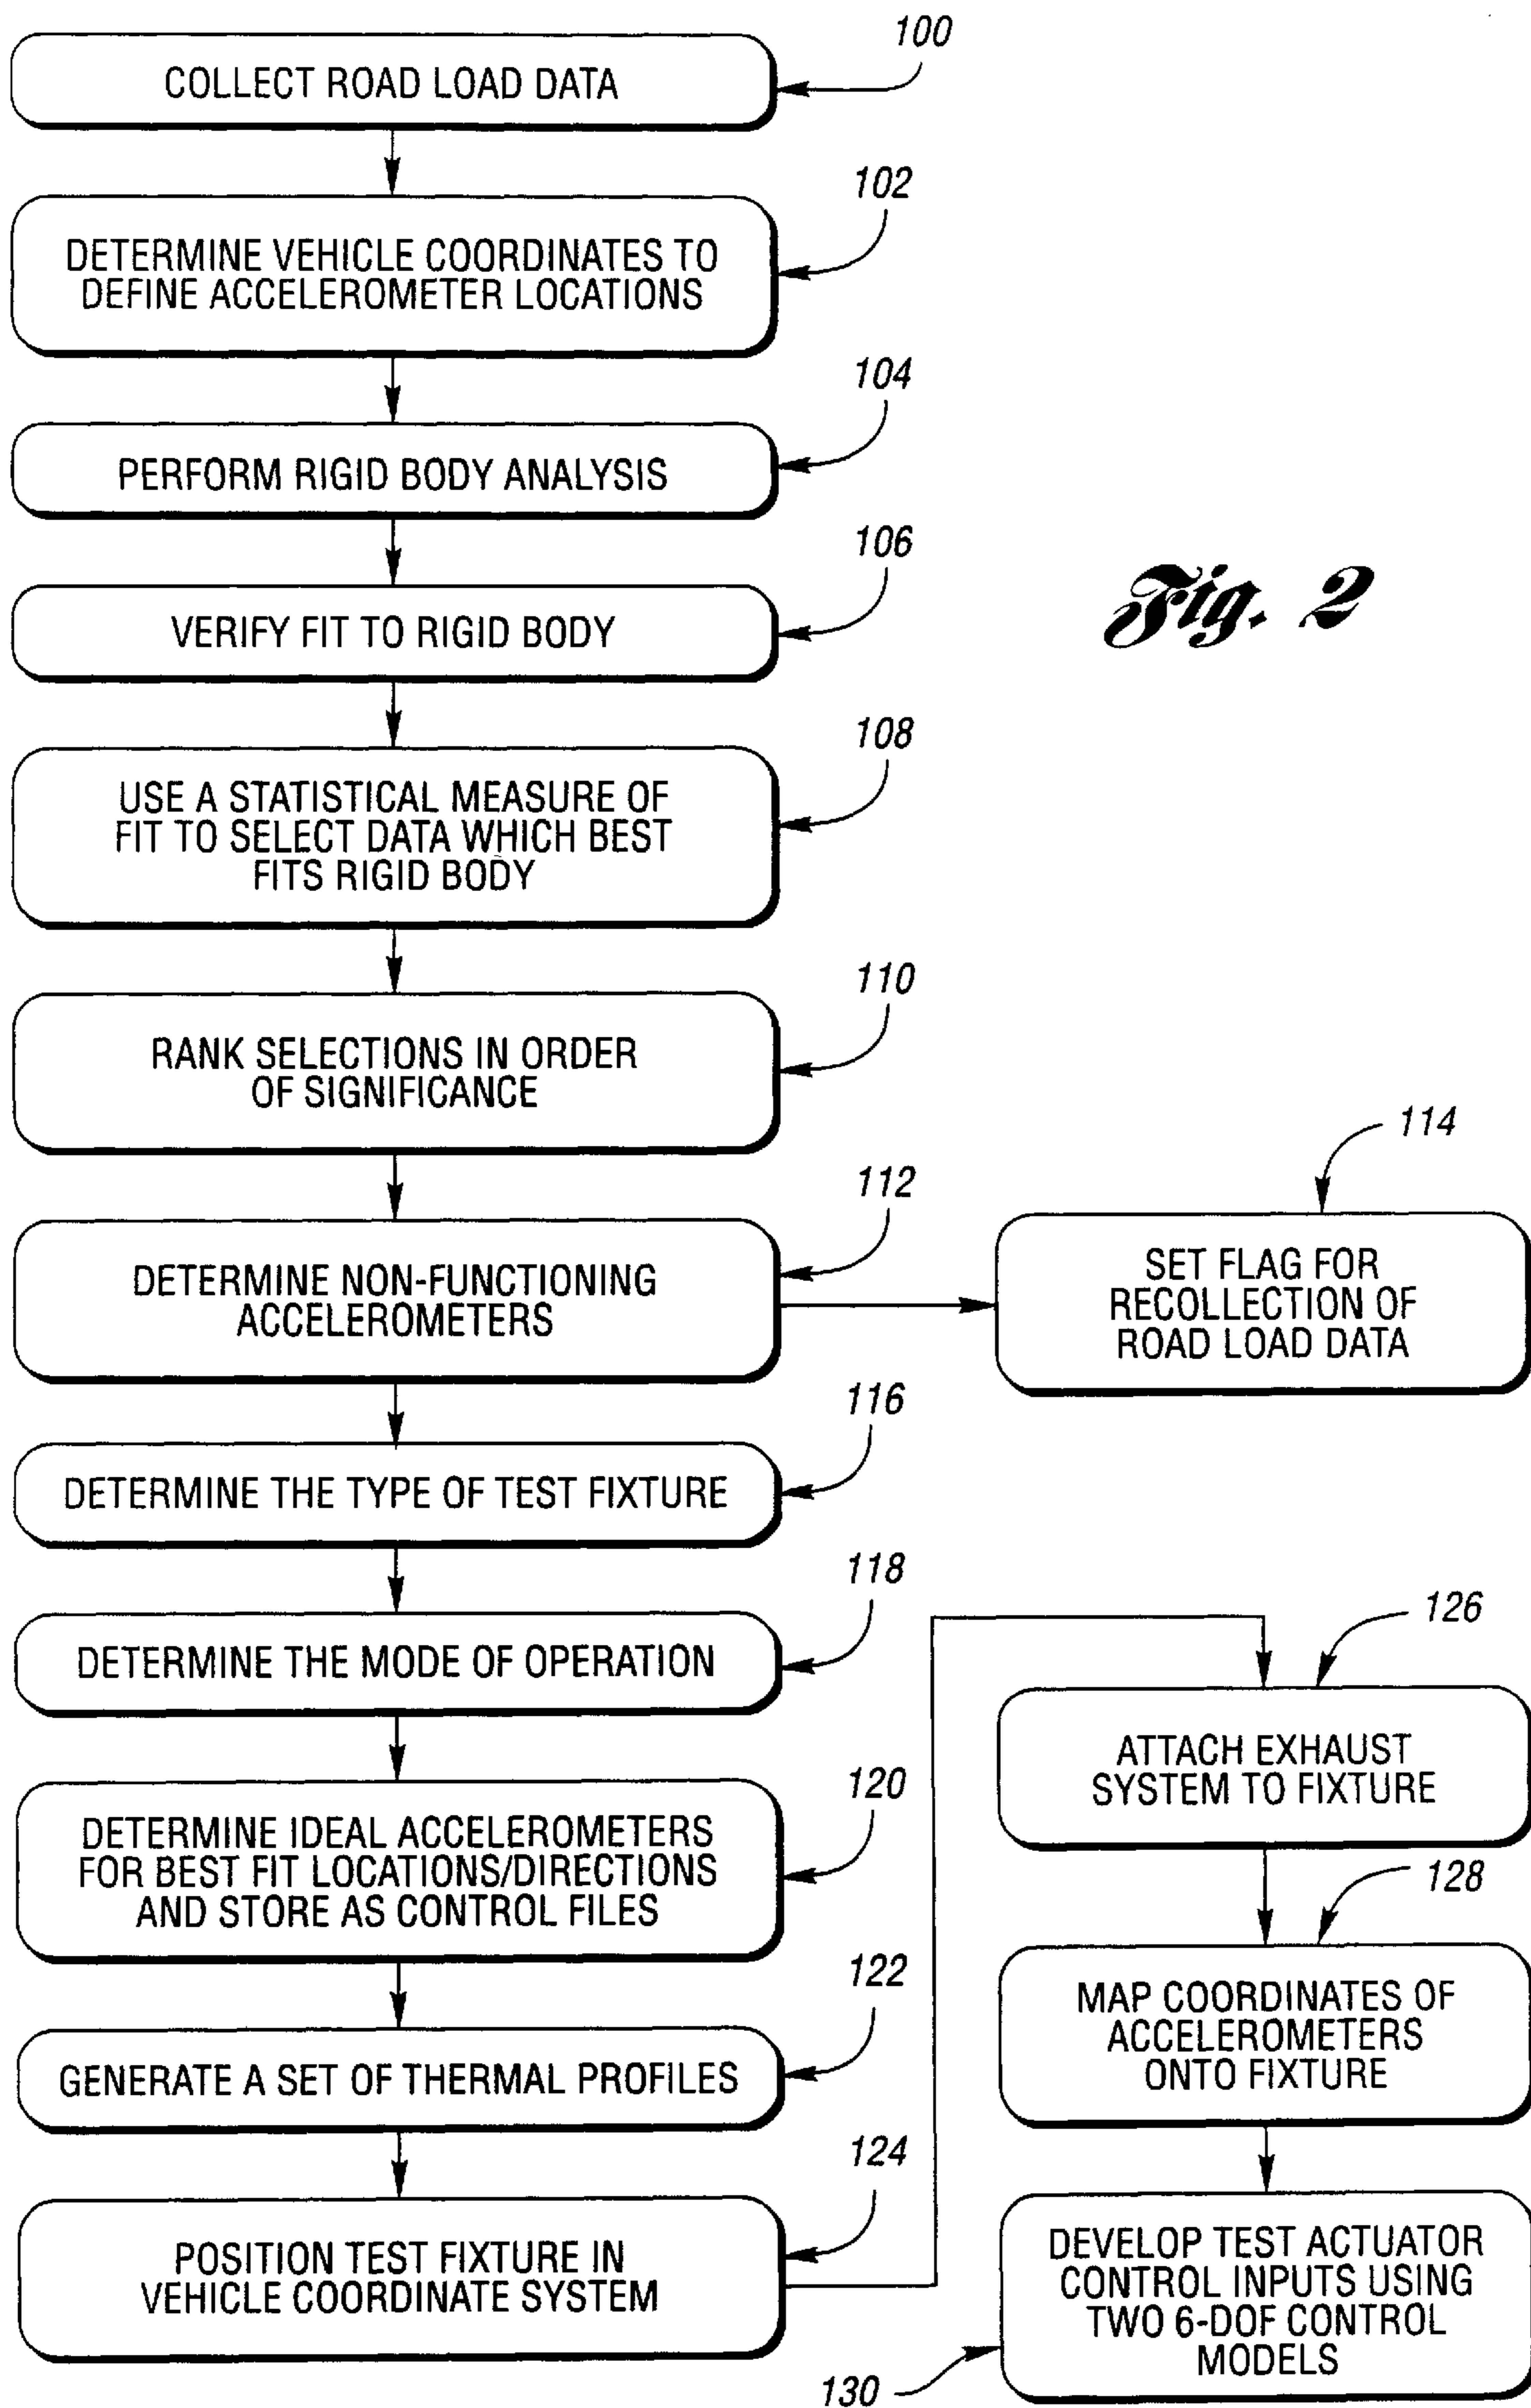 100
COLLECT ROAD LOAD DATA
102
DETERMINE VEHICLE COORDINATES TO
DEFINE ACCELEROMETER LOCATIONS
104
PERFORM RIGID BODY ANALYSIS
106
VERIFY FIT TO RIGID BODY
Fig. 2
108
USE A STATISTICAL MEASURE OF
FIT TO SELECT DATA WHICH BEST
FITS RIGID BODY
110
RANK SELECTIONS IN ORDER
OF SIGNIFICANCE
112
DETERMINE NON-FUNCTIONING
ACCELEROMETERS
114
SET FLAG FOR
RECOLLECTION OF
ROAD LOAD DATA
116
DETERMINE THE TYPE OF TEST FIXTURE
118
DETERMINE THE MODE OF OPERATION
120
DETERMINE IDEAL ACCELEROMETERS
FOR BEST FIT LOCATIONS/DIRECTIONS
AND STORE AS CONTROL FILES
122
GENERATE A SET OF THERMAL PROFILES
124
POSITION TEST FIXTURE IN
VEHICLE COORDINATE SYSTEM
126
ATTACH EXHAUST
SYSTEM TO FIXTURE
128
MAP COORDINATES OF
ACCELEROMETERS
ONTO FIXTURE
DEVELOP TEST ACTUATOR
CONTROL INPUTS USING
TWO 6-DOF CONTROL
MODELS
130